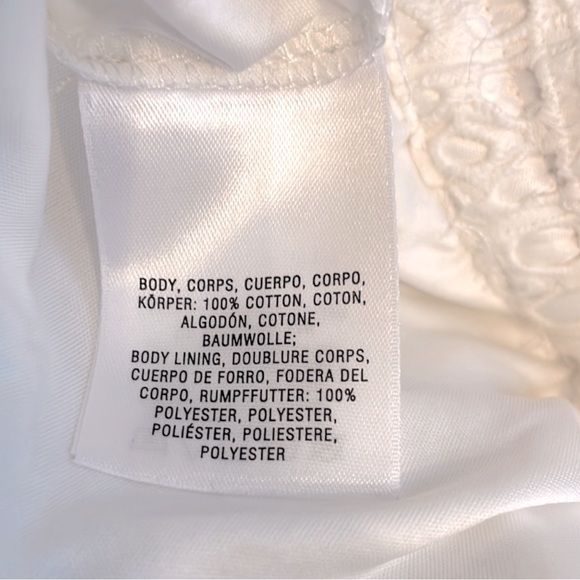 BODY, CORPS, CUERPO, CORPO,
KÖRPER: 100% COTTON, COTON,
ALGODÓN, COTONE,
BAUMWOLLE;
BODY LINING, DOUBLURE CORPS,
CUERPO DE FORRO, FODERA DEL
CORPO, RUMPFFUTTER: 100%
POLYESTER, POLYESTER,
POLIÉSTER, POLIESTERE,
POLYESTER